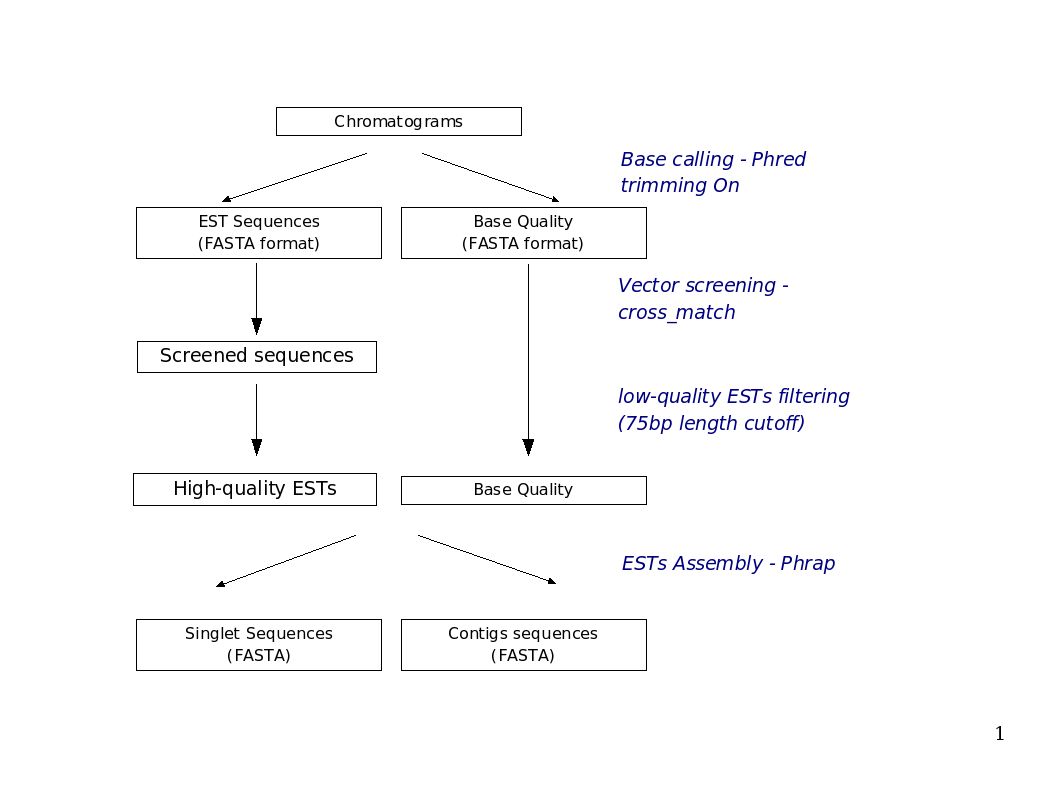 Chromatograms
Base calling - Phred
trimming On
EST Sequences
(FASTA format)
Base Quality
(FASTA format)
Vector screening -
cross_match
Screened sequences
low-quality ESTs filtering
(75bp length cutoff)
High-quality ESTs
Base Quality
ESTs Assembly - Phrap
Singlet Sequences
(FASTA)
Contigs sequences
(FASTA)
1